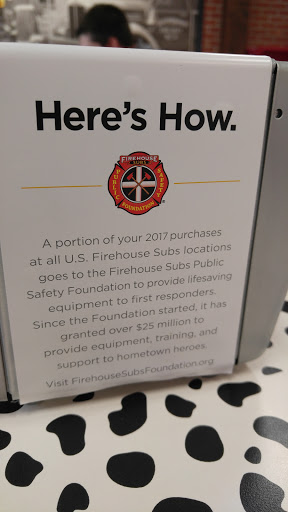 Here's How.
FIREHOUSE
SUBS
PUBLIC SAFETY
FOUNDATION
A portion of your 2017 purchases
at all U.S. Firehouse Subs locations
goes to the Firehouse Subs Public
Safety Foundation to provide lifesaving
equipment to first responders.
Since the Foundation started, it has
granted over $25 million to
provide equipment, training, and
support to hometown heroes.
Visit FirehouseSubsFoundation.org